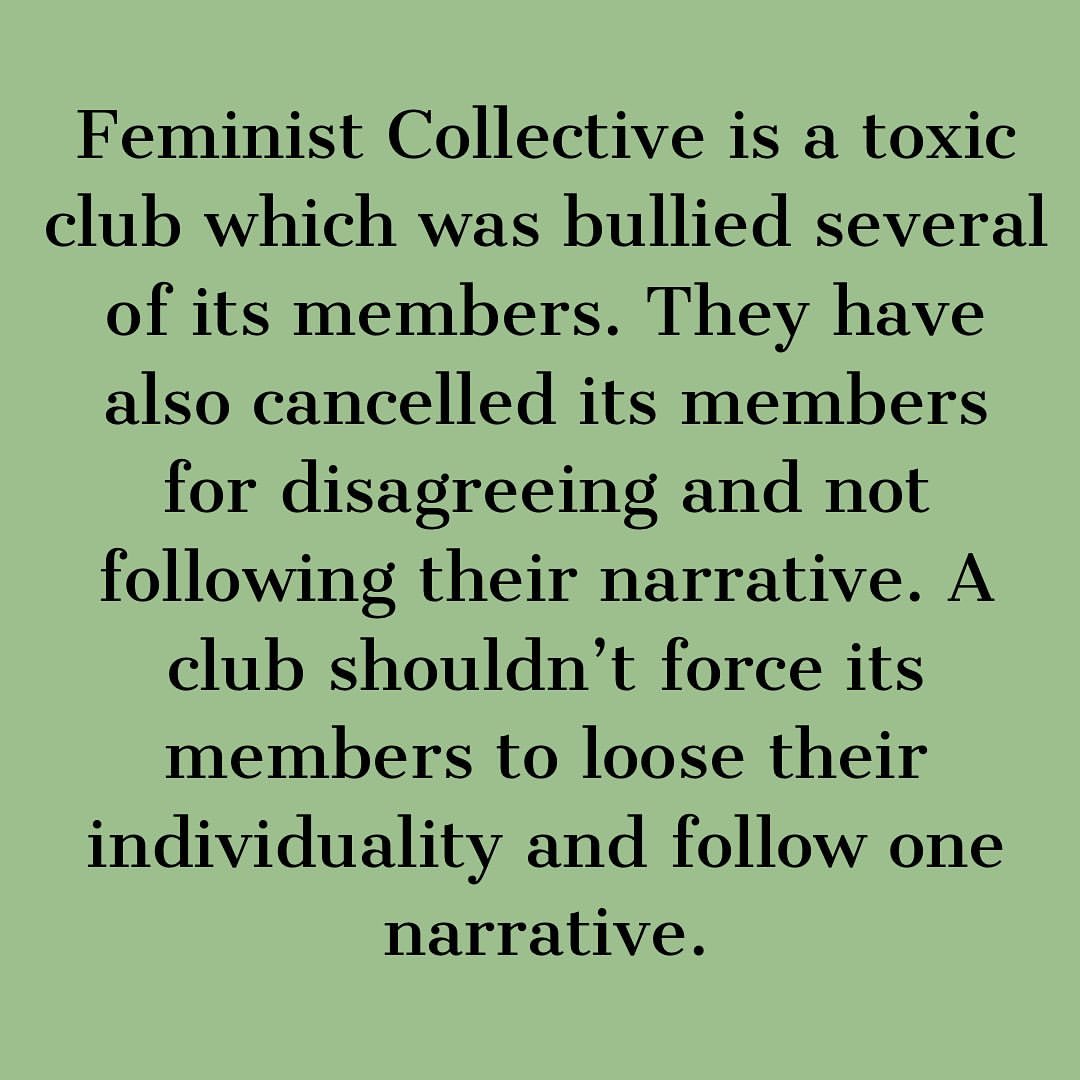 Feminist Collective is a toxic
club which was bullied several
of its members. They have
also cancelled its members
for disagreeing and not
following their narrative. A
club shouldn’t force its
members to loose their
individuality and follow one
narrative.